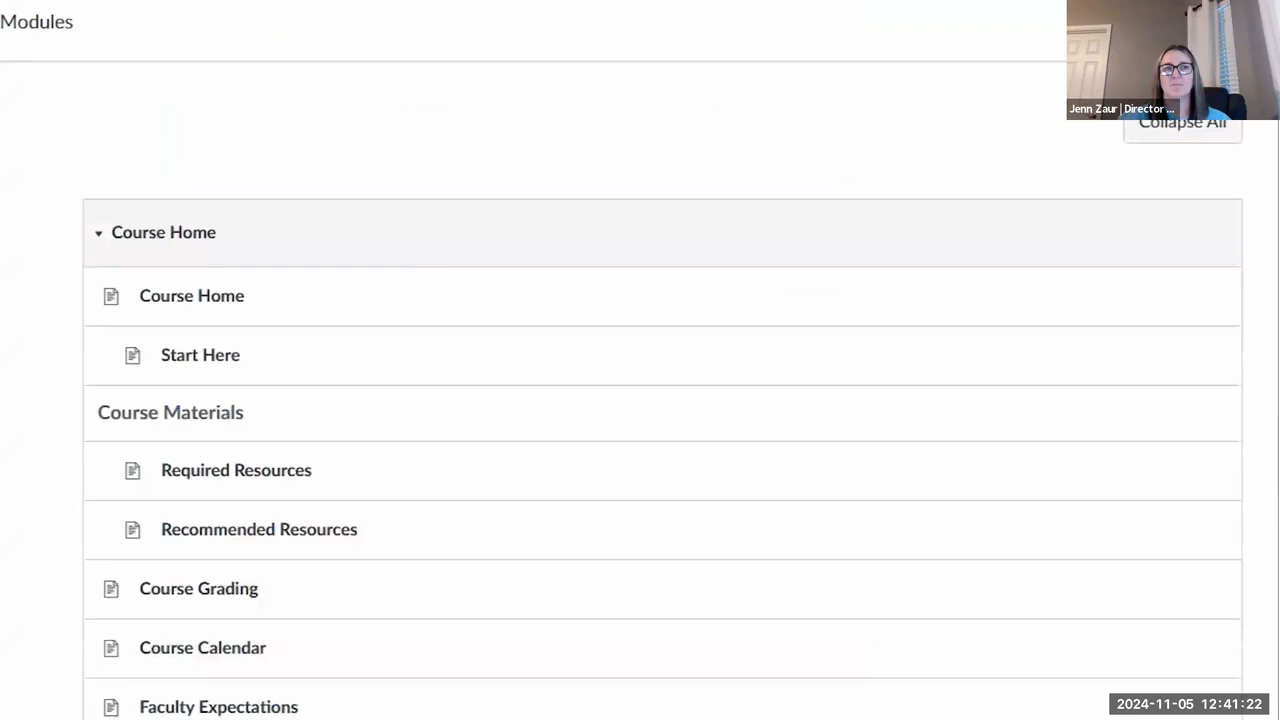 Modules
Jenn Zaur | Director ...
Collapse All
Course Home
Course Home
Start Here
Course Materials
Required Resources
Recommended Resources
Course Grading
Course Calendar
Faculty Expectations
2024-11-05 12:41:22